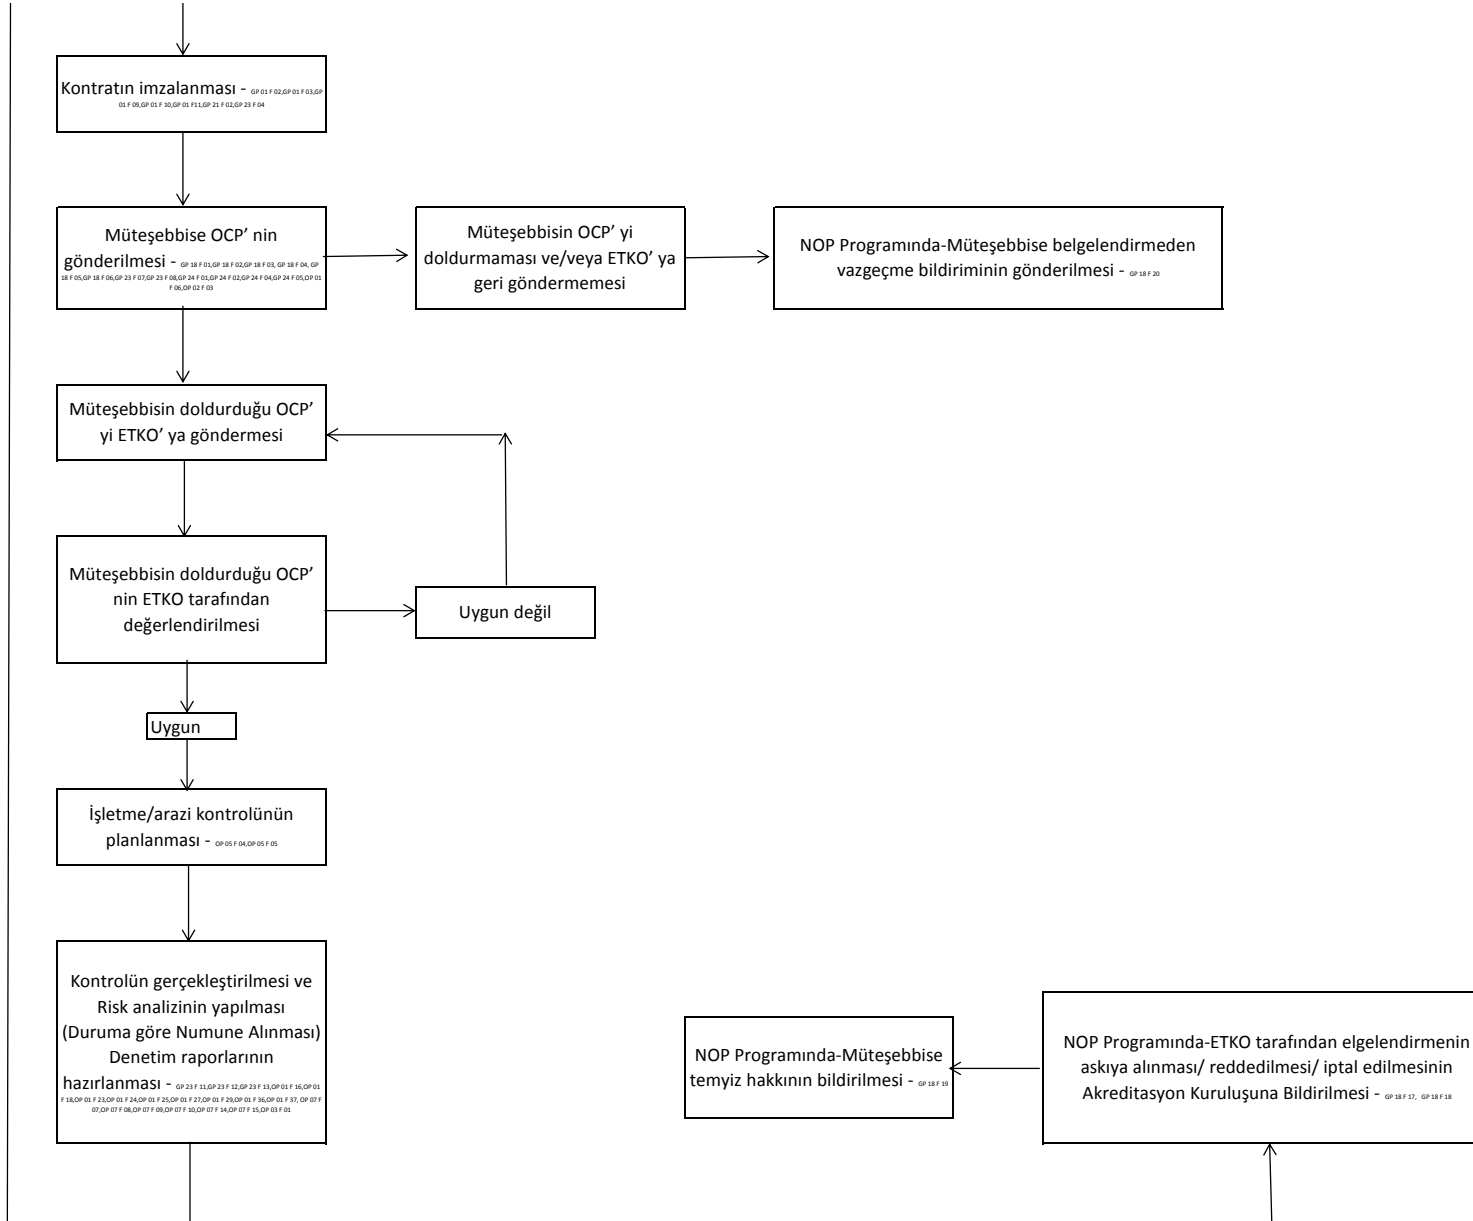 Kontratın imzalanması - GP 01 F 02,GP 01 F 03,GP
01 F 09,GP 01 F 10,GP 01 F11,GP 21 F 02,GP 23 F 04
Müteşebbise OCP’ nin
gönderilmesi - GP 18 F 01,GP 18 F 02,GP 18 F 03, GP 18 F 04, GP
18 F 05,GP 18 F 06,GP 23 F 07,GP 23 F 08,GP 24 F 01,GP 24 F 02,GP 24 F 04,GP 24 F 05,OP 01
F 06,OP 02 F 03
Müteşebbisin OCP’ yi
doldurmaması ve/veya ETKO’ ya
geri göndermemesi
NOP Programında-Müteşebbise belgelendirmeden
vazgeçme bildiriminin gönderilmesi - GP 18 F 20
Müteşebbisin doldurduğu OCP’
yi ETKO’ ya göndermesi
Müteşebbisin doldurduğu OCP’
nin ETKO tarafından
değerlendirilmesi
Uygun değil
Uygun
İşletme/arazi kontrolünün
planlanması - OP 05 F 04,OP 05 F 05
Kontrolün gerçekleştirilmesi ve
Risk analizinin yapılması
(Duruma göre Numune Alınması)
Denetim raporlarının
hazırlanması - GP 23 F 11,GP 23 F 12,GP 23 F 13,OP 01 F 16,OP 01
F 18,OP 01 F 23,OP 01 F 24,OP 01 F 25,OP 01 F 27,OP 01 F 29,OP 01 F 36,OP 01 F 37, OP 07 F
07,OP 07 F 08,OP 07 F 09,OP 07 F 10,OP 07 F 14,OP 07 F 15,OP 03 F 01
NOP Programında-Müteşebbise
temyiz hakkının bildirilmesi - GP 18 F 19
NOP Programında-ETKO tarafından elgelendirmenin
askıya alınması/ reddedilmesi/ iptal edilmesinin
Akreditasyon Kuruluşuna Bildirilmesi - GP 18 F 17, GP 18 F 18